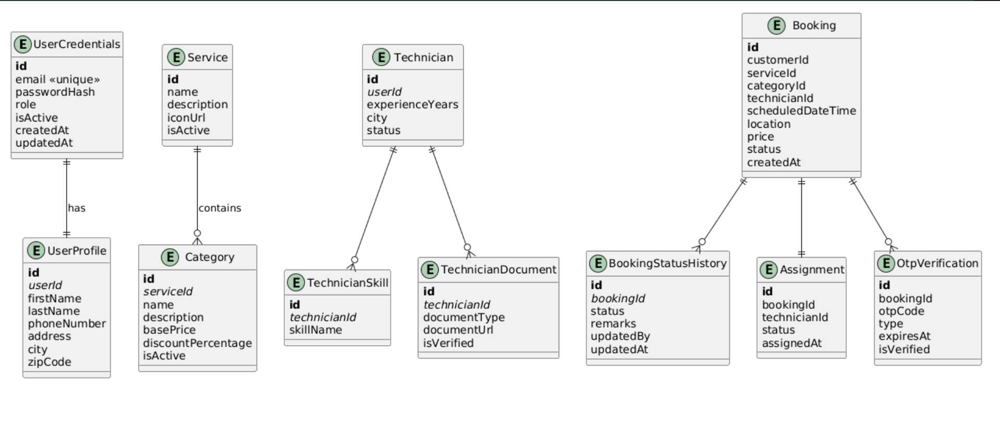 E UserCredentials
id
email «unique»
passwordHash
role
isActive
createdAt
updatedAt
has
E UserProfile
id
userId
firstName
lastName
phoneNumber
address
city
zipCode
E Service
id
name
description
iconUrl
isActive
contains
E Category
id
serviceId
name
description
basePrice
discountPercentage
isActive
E Technician
id
userId
experienceYears
city
status
E TechnicianSkill
id
technicianId
skillName
E TechnicianDocument
id
technicianId
documentType
documentUrl
isVerified
E Booking
id
customerId
serviceId
categoryId
technicianId
scheduledDateTime
location
price
status
createdAt
E BookingStatusHistory
id
bookingId
status
remarks
updatedBy
updatedAt
E Assignment
id
bookingId
technicianId
status
assignedAt
E OtpVerification
id
bookingId
otpCode
type
expiresAt
isVerified